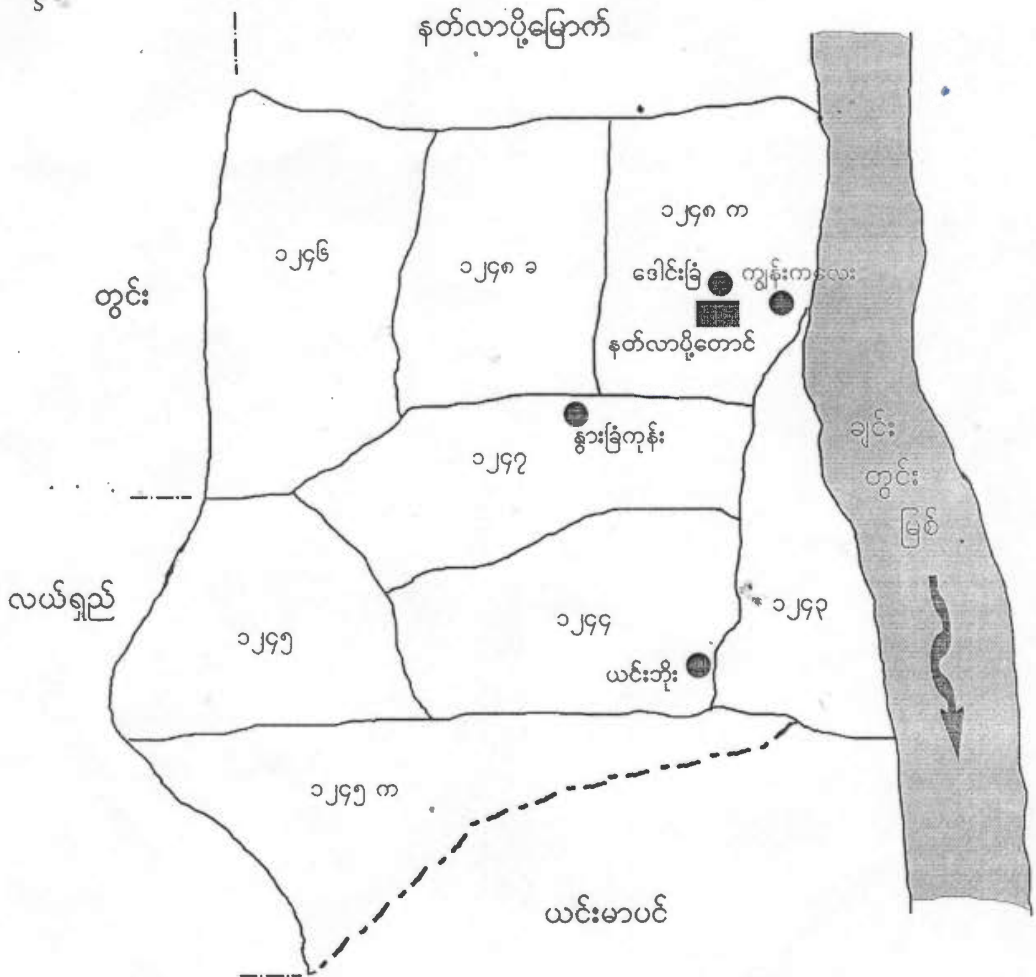 နတ်လာပို့မြောက်
၁၂၄၈ က
၁၂၄၆
၁၂၄၈ ခ
ဒေါင်းခြံ ကျွန်းကလေး
တွင်း
နတ်လာပို့တောင်
ချင်း
တွင်း
မြစ်
နွားခြံကုန်း
၁၂၄၇
လယ်ရှည်
၁၂၄၃
၁၂၄၄
၁၂၄၅
ယင်းဘိုး
၁၂၄၅ က
ယင်းမာပင်